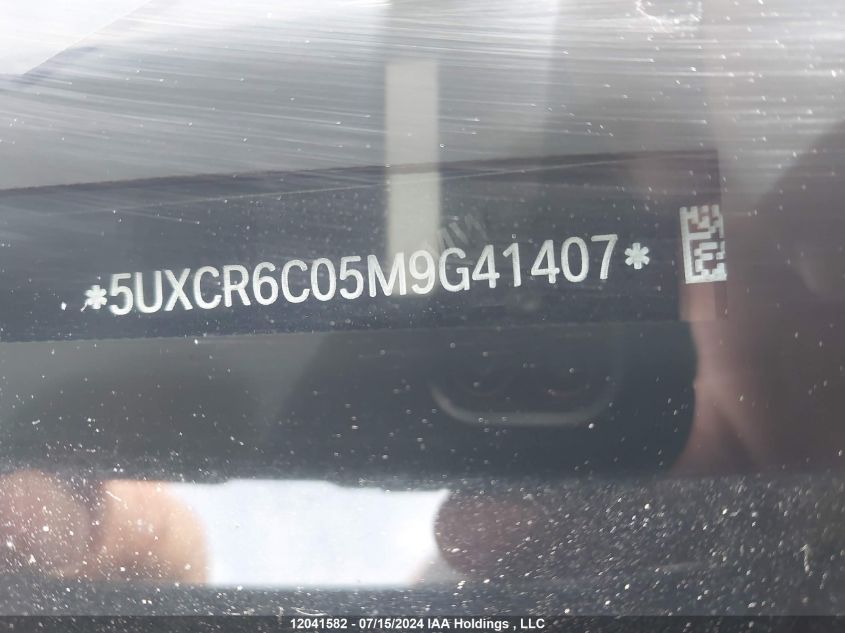 *5UXCR6C05M9G41407*
12041582 - 07/15/2024 IAA Holdings , LLC